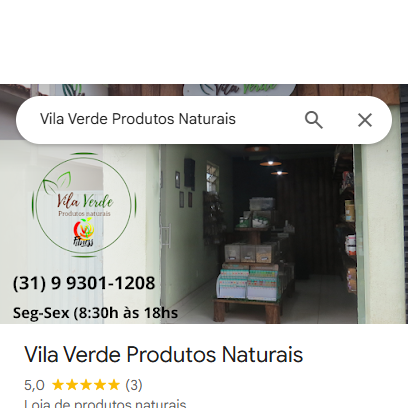 Vila Verde
Vila Verde Produtos Naturais
Vila Verde
Produtos naturais
Fitness
(31) 9 9301-1208
Seg-Sex (8:30h às 18hs
Vila Verde Produtos Naturais
5,0 (3)
Loja de produtos naturais